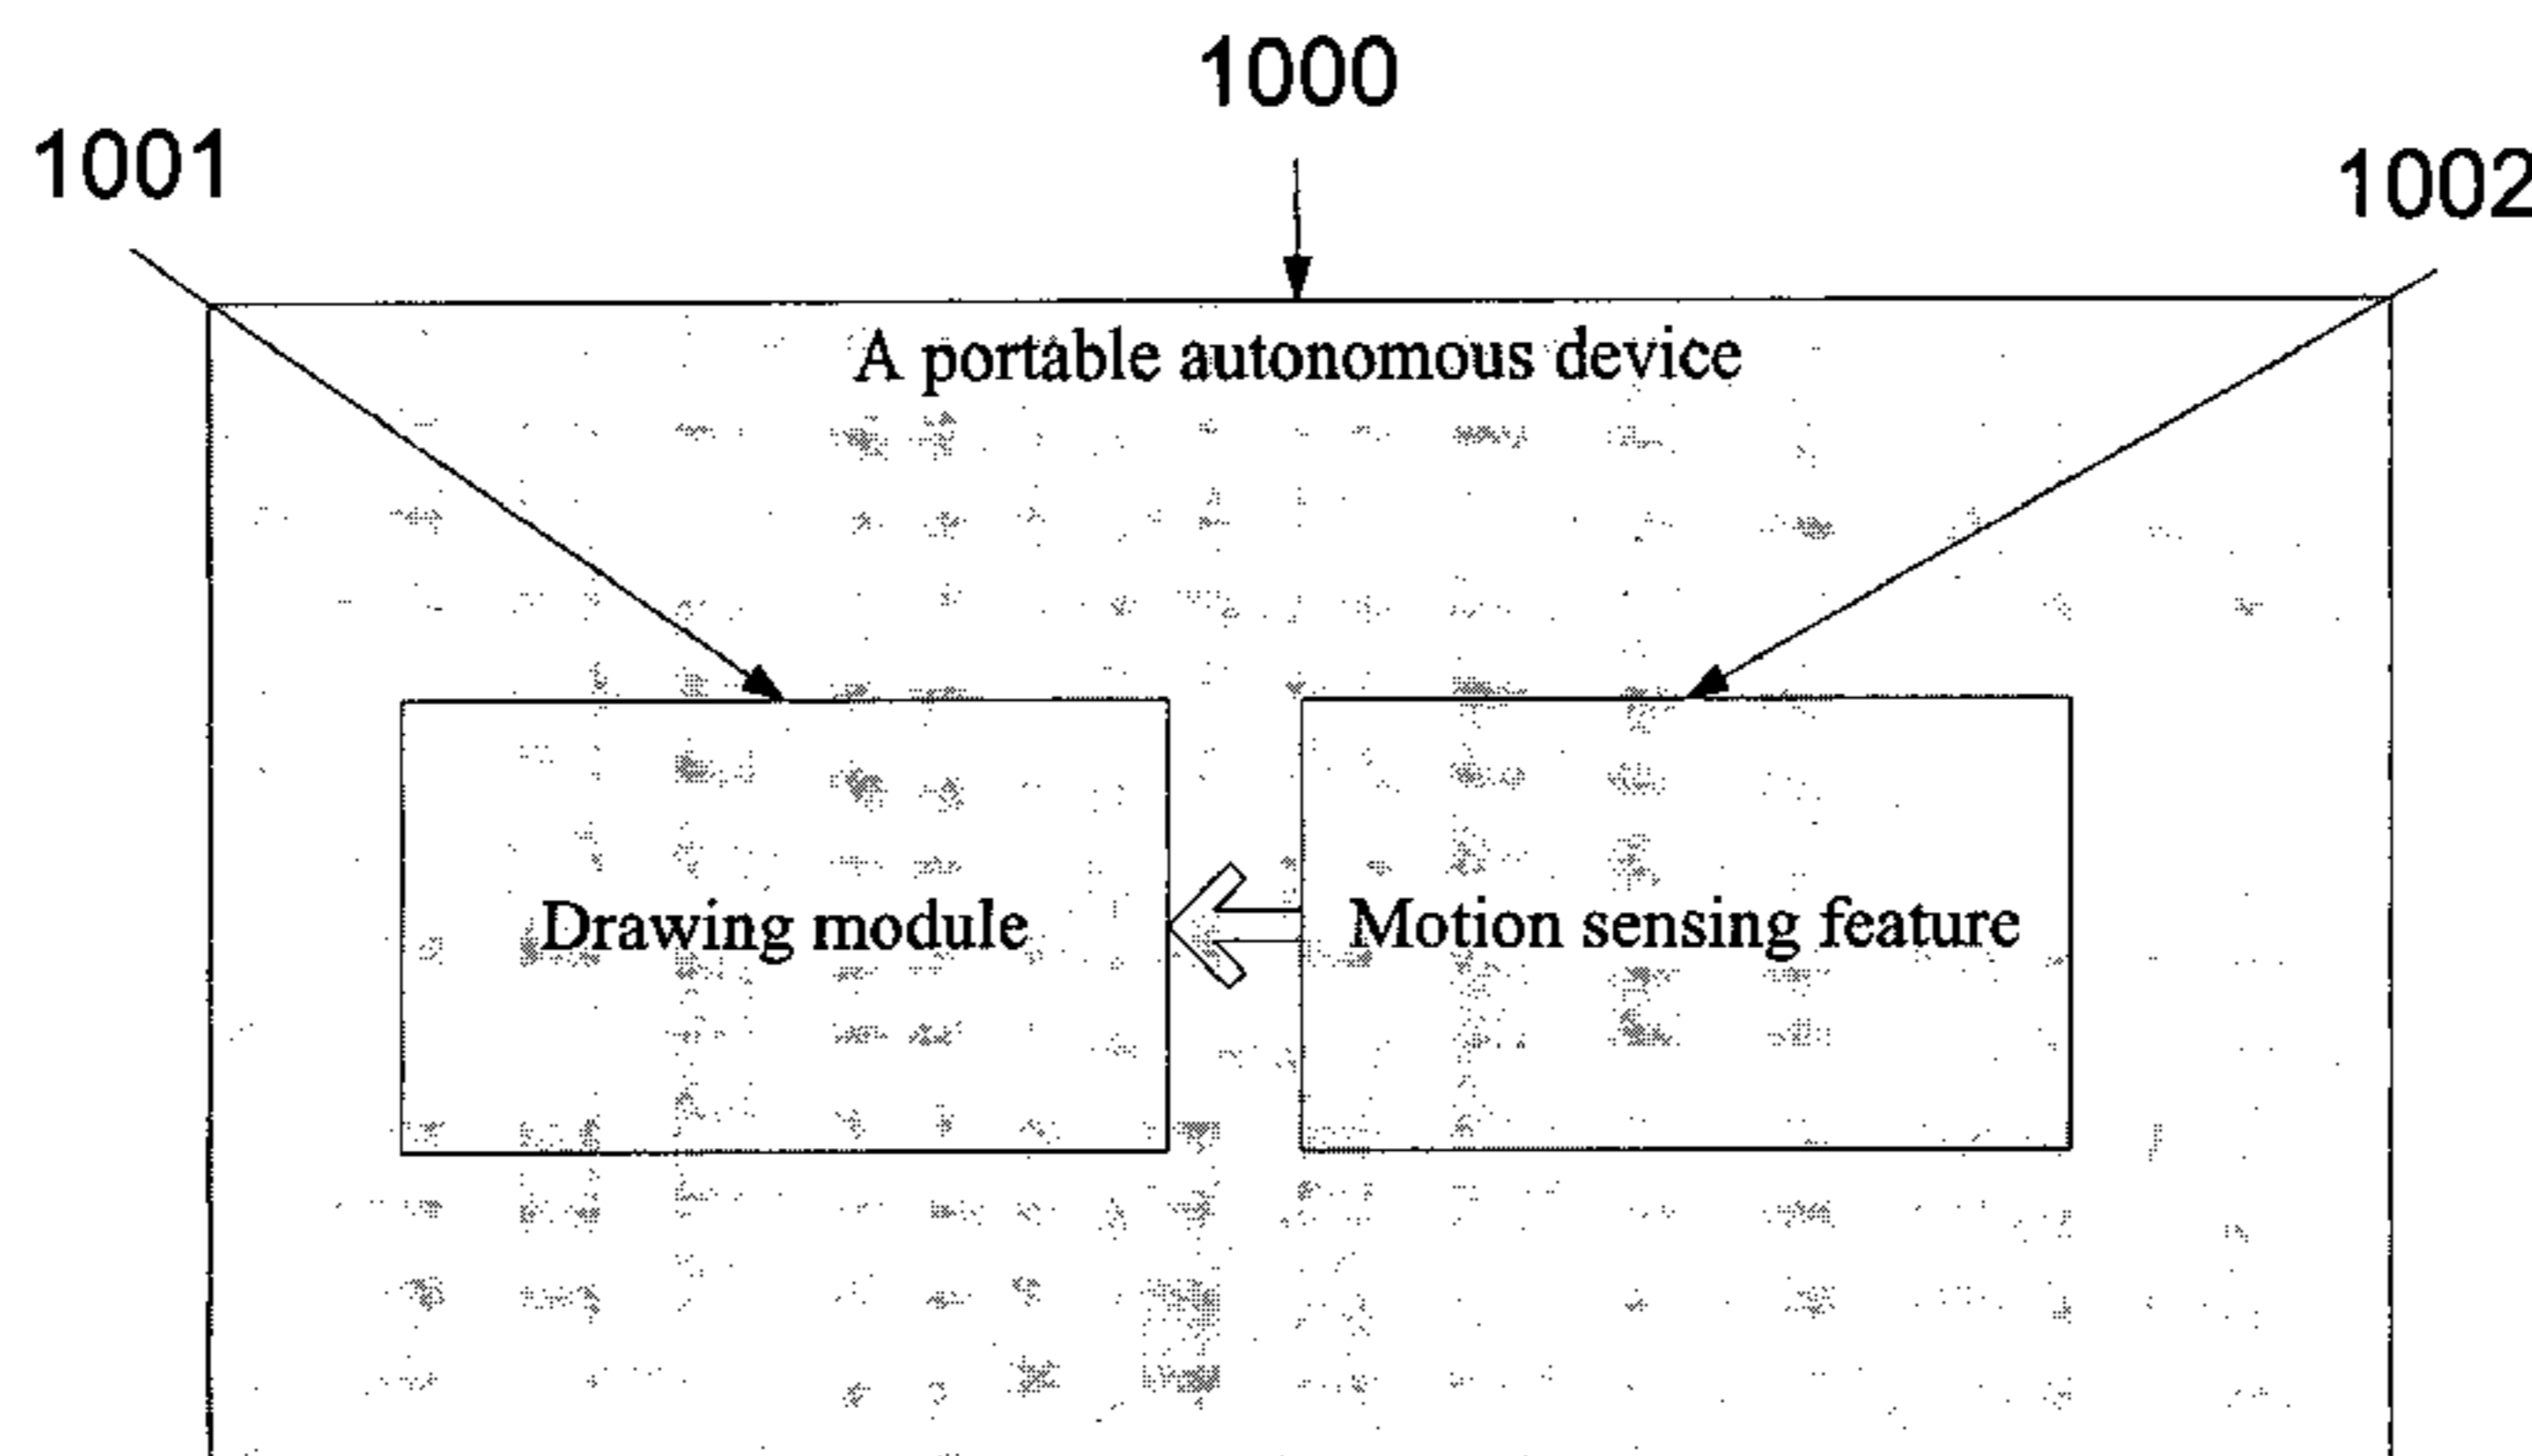 1000
1001
1002
A portable autonomous device
Drawing module
Motion sensing feature